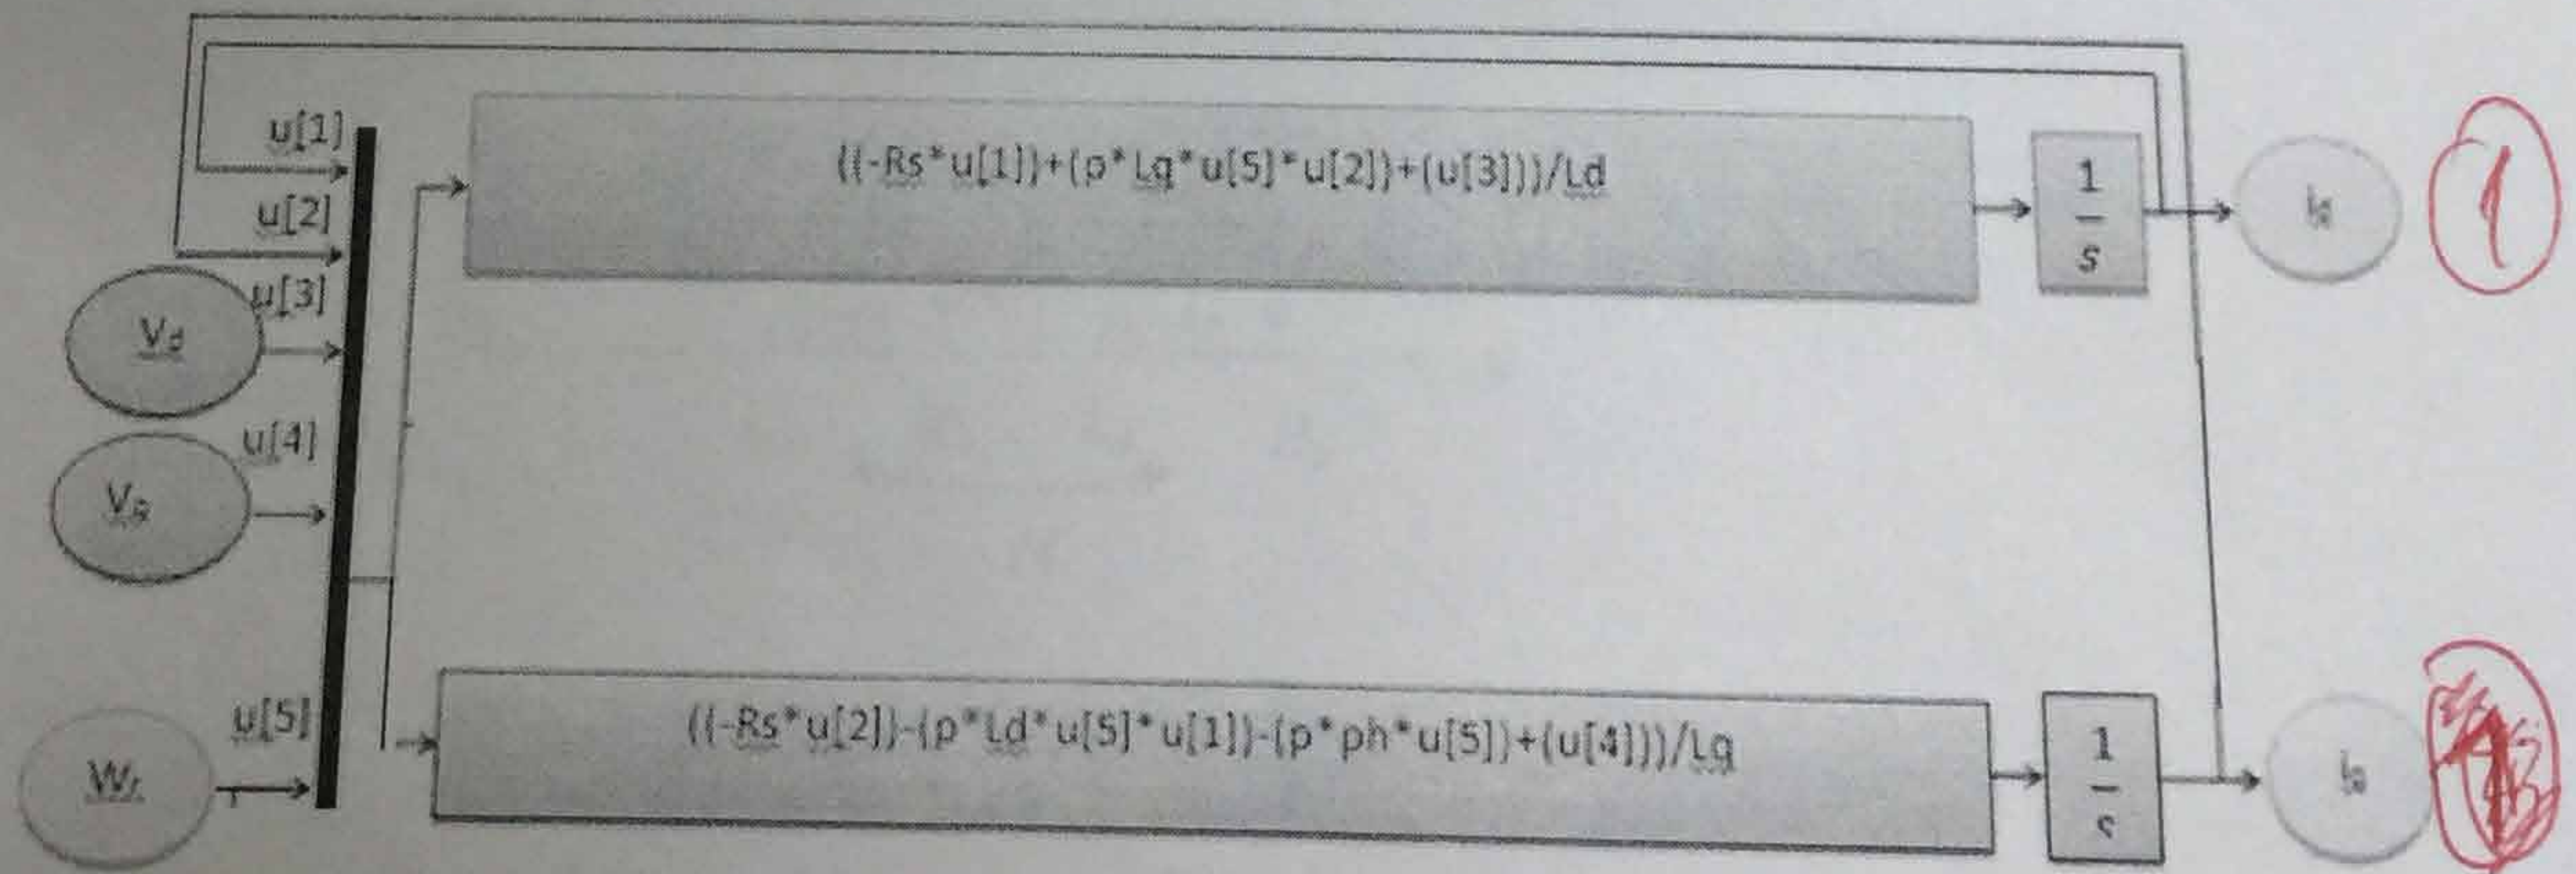 u[1]
((-Rs*u[1])+(p*Lq*u[5]*u[2])+(u[3]))/Ld
1
s
1
u[2]
u[3]
Vd
u[4]
Vq
u[5]
Wr
((-Rs*u[2])-(p*Ld*u[5]*u[1])-(p*ph*u[5])+(u[4]))/Lq
1
s